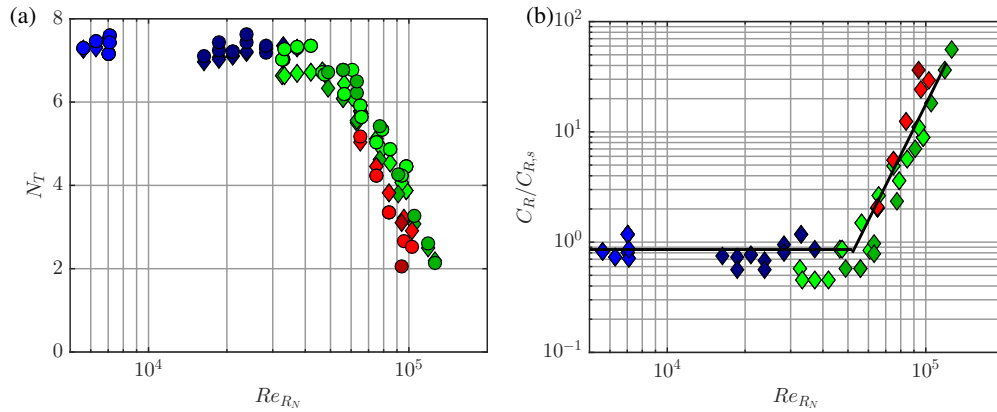 (a)
8
6
4
2
0
N_T
10^4
10^5
Re_{R_N}
(b)
10^2
10^1
10^0
10^{-1}
C_R/C_{R,s}
10^4
10^5
Re_{R_N}